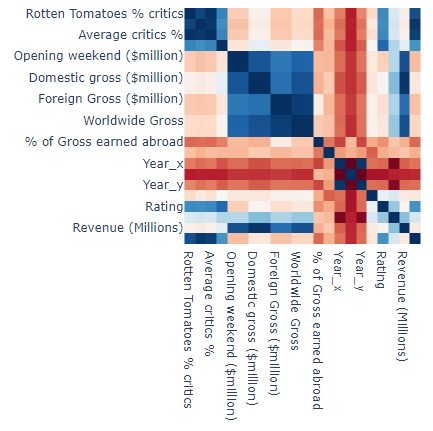 Rotten Tomatoes % critics
Average critics %
Opening weekend ($million)
Domestic gross ($million)
Foreign Gross ($million)
Worldwide Gross
% of Gross earned abroad
Year_x
Year_y
Rating
Revenue (Millions)
Rotten Tomatoes % critics
Average critics %
Opening weekend ($million)
Domestic gross ($million)
Foreign Gross ($million)
Worldwide Gross
% of Gross earned abroad
Year_x
Year_y
Rating
Revenue (Millions)